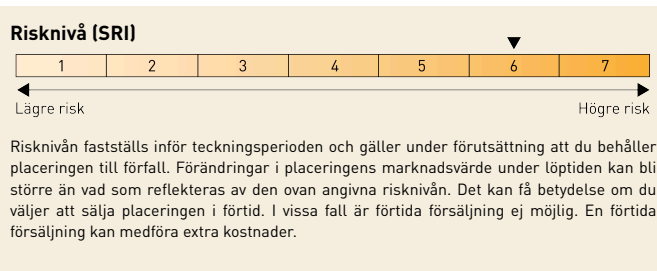 Risknivå (SRI)
1 2 3 4 5 6 7
Lägre risk Högre risk
Risknivån fastställs inför teckningsperioden och gäller under förutsättning att du behåller
placeringen till förfall. Förändringar i placeringens marknadsvärde under löptiden kan bli
större än vad som reflekteras av den ovan angivna risknivån. Det kan få betydelse om du
väljer att sälja placeringen i förtid. I vissa fall är förtida försäljning ej möjlig. En förtida
försäljning kan medföra extra kostnader.